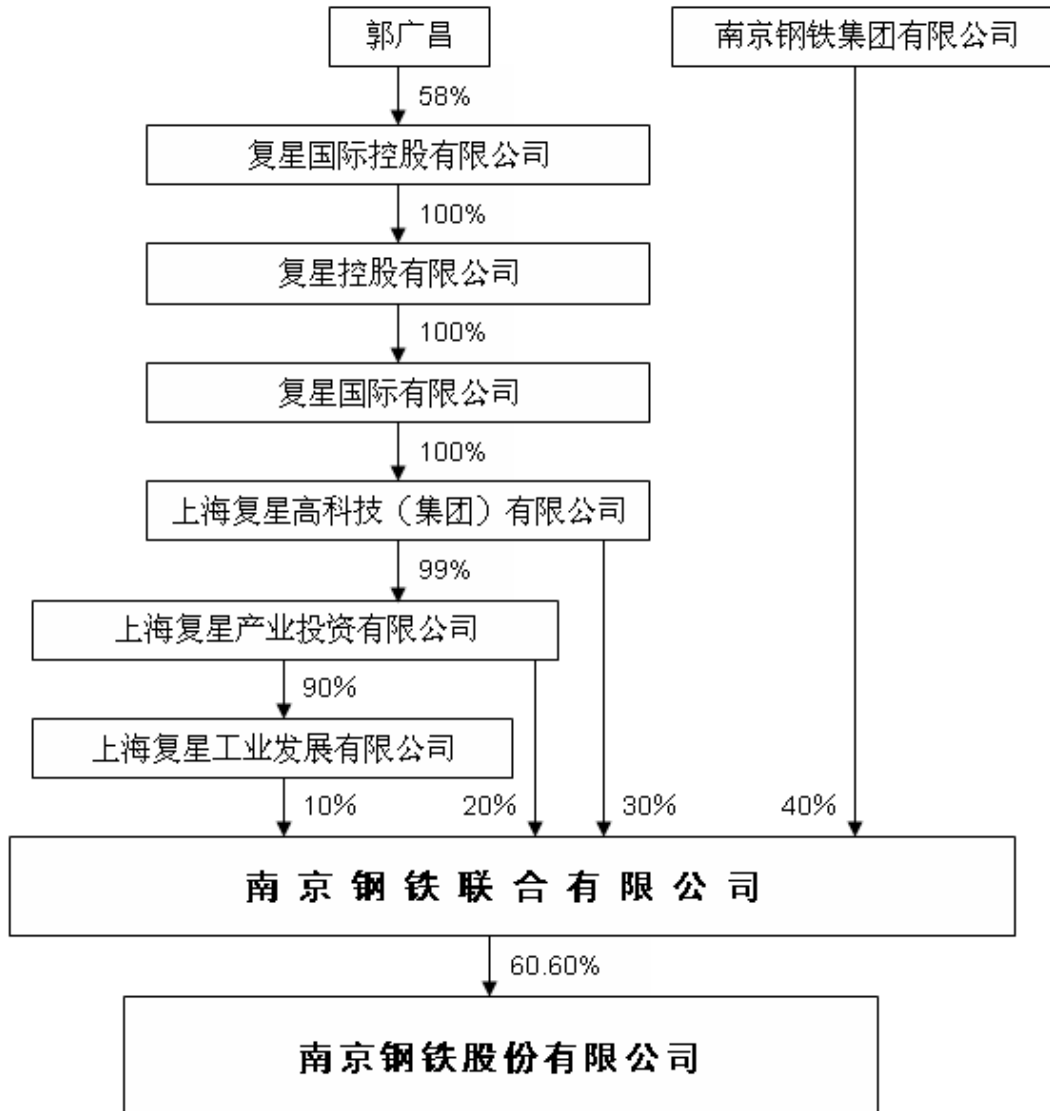 郭广昌
南京钢铁集团有限公司
58%
复星国际控股有限公司
100%
复星控股有限公司
100%
复星国际有限公司
100%
上海复星高科技（集团）有限公司
99%
上海复星产业投资有限公司
90%
上海复星工业发展有限公司
10%
20%
30%
40%
南京钢铁联合有限公司
60.60%
南京钢铁股份有限公司